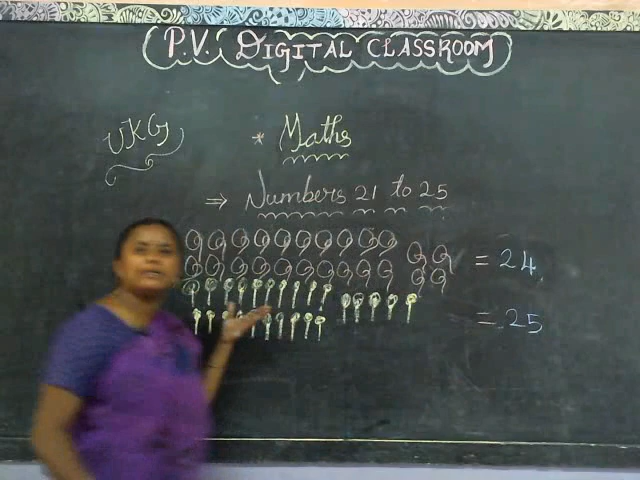 P.V. DIGITAL CLASSROOM
UKG
* Maths
⇒ Numbers 21 to 25
= 24
= 25